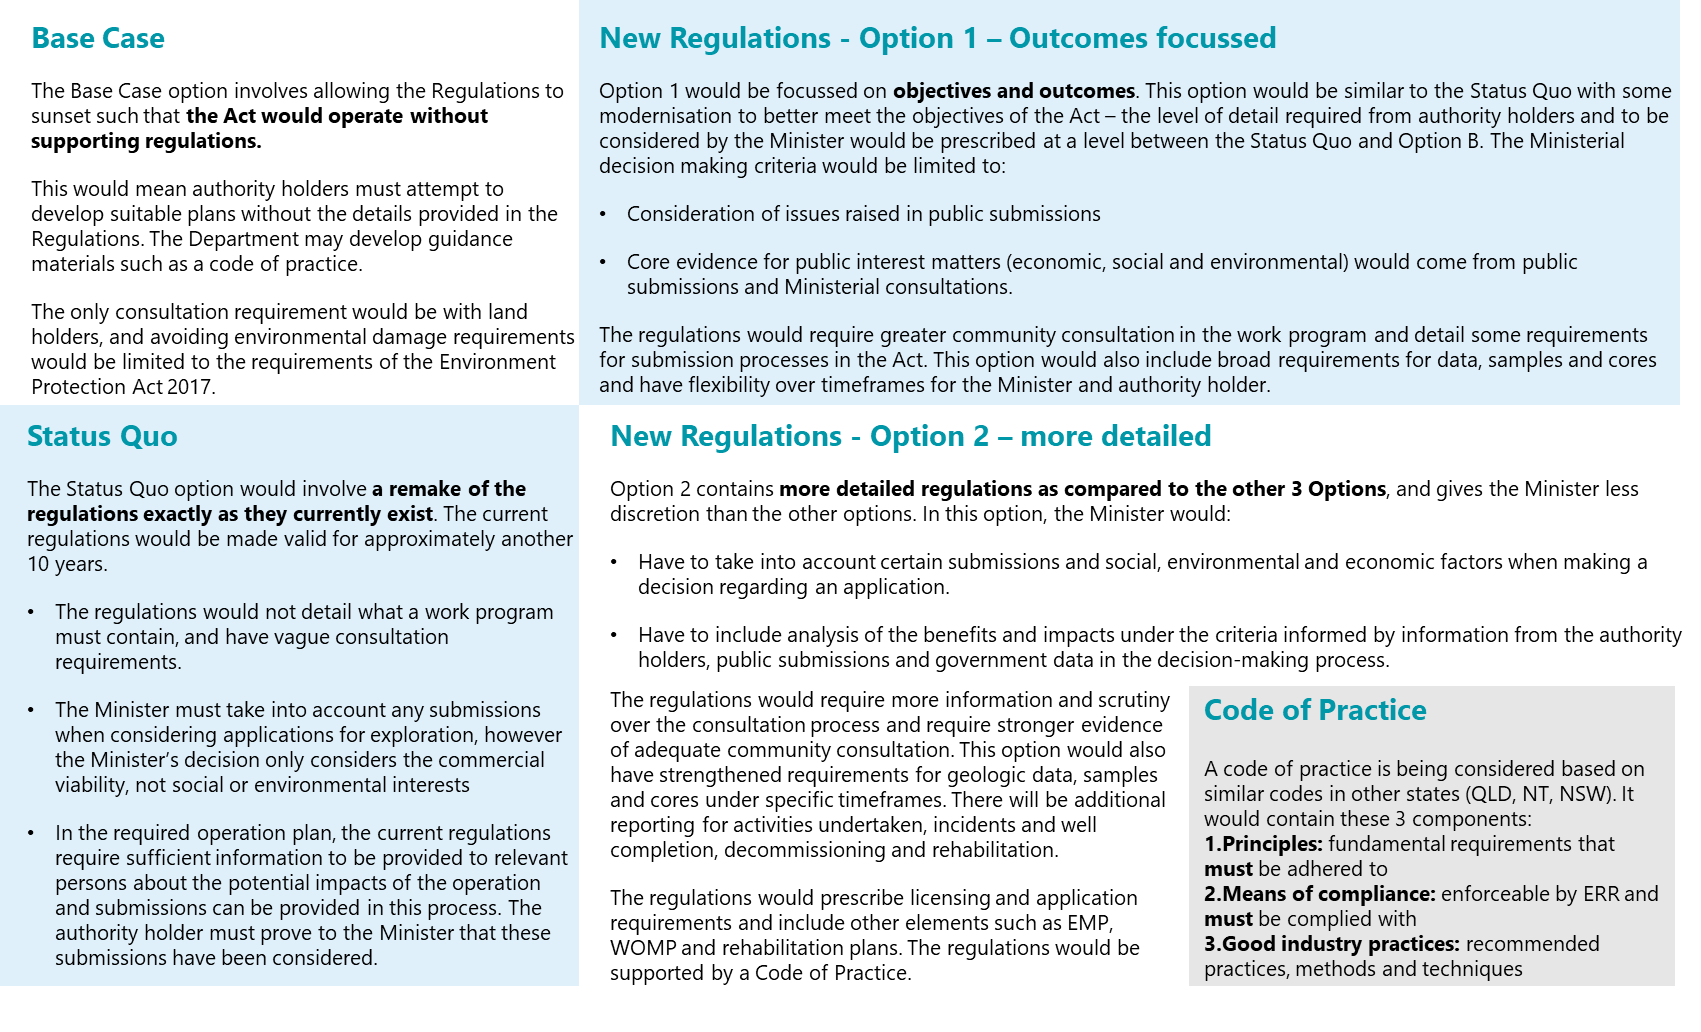 Base Case
The Base Case option involves allowing the Regulations to
sunset such that the Act would operate without
supporting regulations.
This would mean authority holders must attempt to
develop suitable plans without the details provided in the
Regulations. The Department may develop guidance
materials such as a code of practice.
The only consultation requirement would be with land
holders, and avoiding environmental damage requirements
would be limited to the requirements of the Environment
Protection Act 2017.
New Regulations - Option 1 – Outcomes focussed
Option 1 would be focussed on objectives and outcomes. This option would be similar to the Status Quo with some
modernisation to better meet the objectives of the Act – the level of detail required from authority holders and to be
considered by the Minister would be prescribed at a level between the Status Quo and Option B. The Ministerial
decision making criteria would be limited to:
• Consideration of issues raised in public submissions
• Core evidence for public interest matters (economic, social and environmental) would come from public
submissions and Ministerial consultations.
The regulations would require greater community consultation in the work program and detail some requirements
for submission processes in the Act. This option would also include broad requirements for data, samples and cores
and have flexibility over timeframes for the Minister and authority holder.
Status Quo
The Status Quo option would involve a remake of the
regulations exactly as they currently exist. The current
regulations would be made valid for approximately another
10 years.
• The regulations would not detail what a work program
must contain, and have vague consultation
requirements.
• The Minister must take into account any submissions
when considering applications for exploration, however
the Minister's decision only considers the commercial
viability, not social or environmental interests
• In the required operation plan, the current regulations
require sufficient information to be provided to relevant
persons about the potential impacts of the operation
and submissions can be provided in this process. The
authority holder must prove to the Minister that these
submissions have been considered.
New Regulations - Option 2 – more detailed
Option 2 contains more detailed regulations as compared to the other 3 Options, and gives the Minister less
discretion than the other options. In this option, the Minister would:
• Have to take into account certain submissions and social, environmental and economic factors when making a
decision regarding an application.
• Have to include analysis of the benefits and impacts under the criteria informed by information from the authority
holders, public submissions and government data in the decision-making process.
The regulations would require more information and scrutiny
over the consultation process and require stronger evidence
of adequate community consultation. This option would also
have strengthened requirements for geologic data, samples
and cores under specific timeframes. There will be additional
reporting for activities undertaken, incidents and well
completion, decommissioning and rehabilitation.
The regulations would prescribe licensing and application
requirements and include other elements such as EMP,
WOMP and rehabilitation plans. The regulations would be
supported by a Code of Practice.
Code of Practice
A code of practice is being considered based on
similar codes in other states (QLD, NT, NSW). It
would contain these 3 components:
1.Principles: fundamental requirements that
must be adhered to
2.Means of compliance: enforceable by ERR and
must be complied with
3.Good industry practices: recommended
practices, methods and techniques